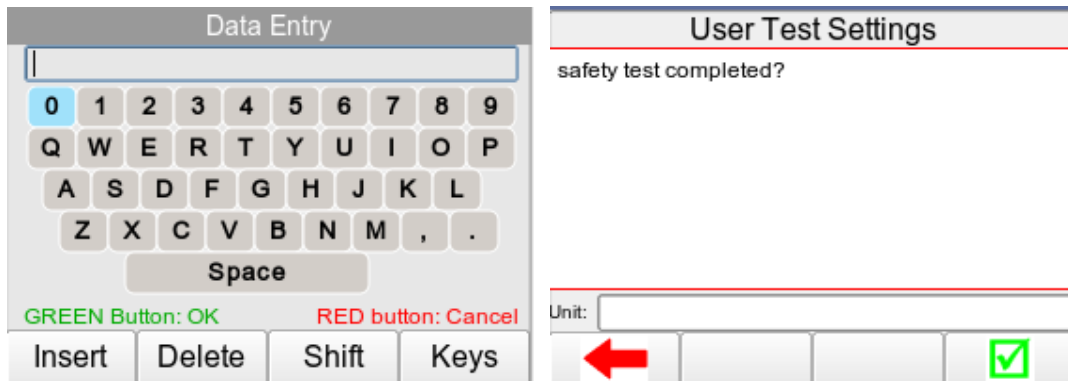 Data Entry
0 1 2 3 4 5 6 7 8 9
Q W E R T Y U I O P
A S D F G H J K L
Z X C V B N M , .
Space
GREEN Button: OK RED button: Cancel
Insert Delete Shift Keys
User Test Settings
safety test completed?
Unit: